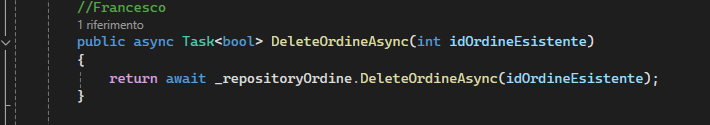 //Francesco
1 riferimento
public async Task<bool> DeleteOrdineAsync(int idOrdineEsistente)
{
return await _repositoryOrdine.DeleteOrdineAsync(idOrdineEsistente);
}